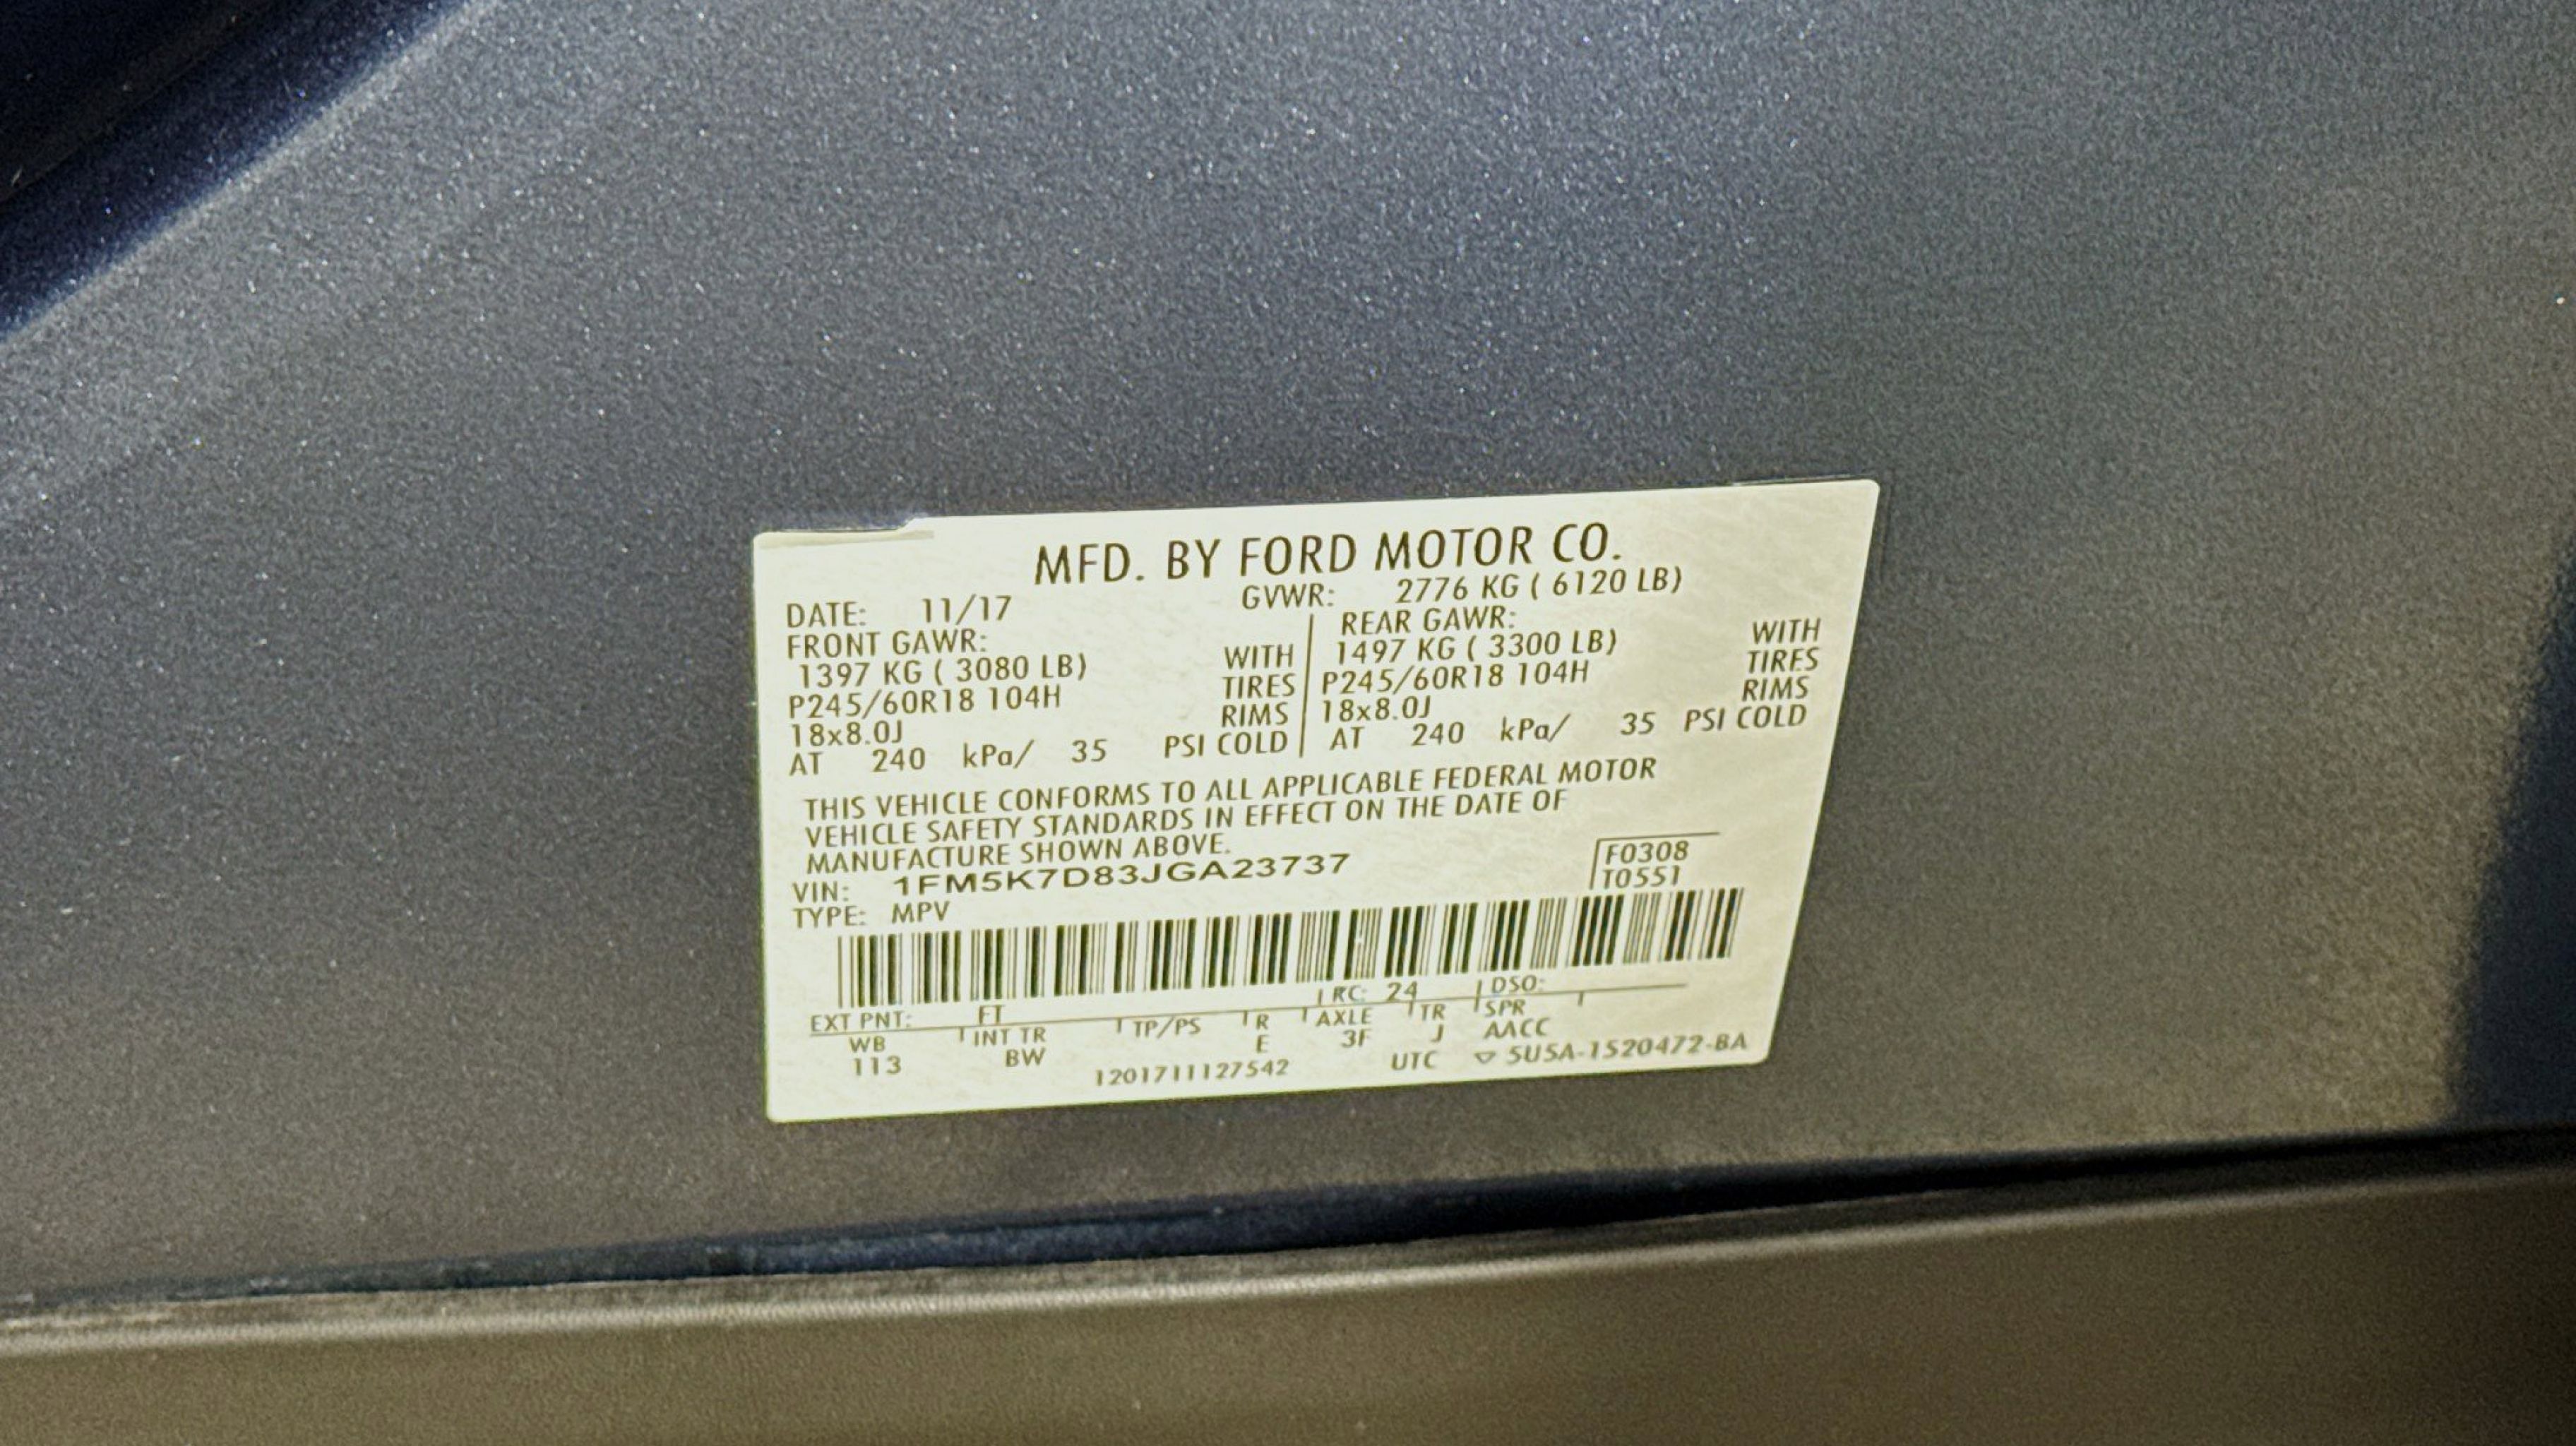 MFD. BY FORD MOTOR CO.
DATE: 11/17 GVWR: 2776 KG ( 6120 LB)
FRONT GAWR: REAR GAWR:
1397 KG ( 3080 LB) WITH 1497 KG ( 3300 LB) WITH
P245/60R18 104H TIRES P245/60R18 104H TIRES
18x8.0J RIMS 18x8.0J RIMS
AT 240 kPa/ 35 PSI COLD AT 240 kPa/ 35 PSI COLD
THIS VEHICLE CONFORMS TO ALL APPLICABLE FEDERAL MOTOR
VEHICLE SAFETY STANDARDS IN EFFECT ON THE DATE OF
MANUFACTURE SHOWN ABOVE.
VIN: 1FM5K7D83JGA23737 F0308
TYPE: MPV T0551
EXT PNT: FT RC: 24 DSO:
WB INT TR TP/PS R AXLE TR SPR
113 BW E 3F J AACC
1201711127542 UTC ▽ 5U5A-1520472-BA